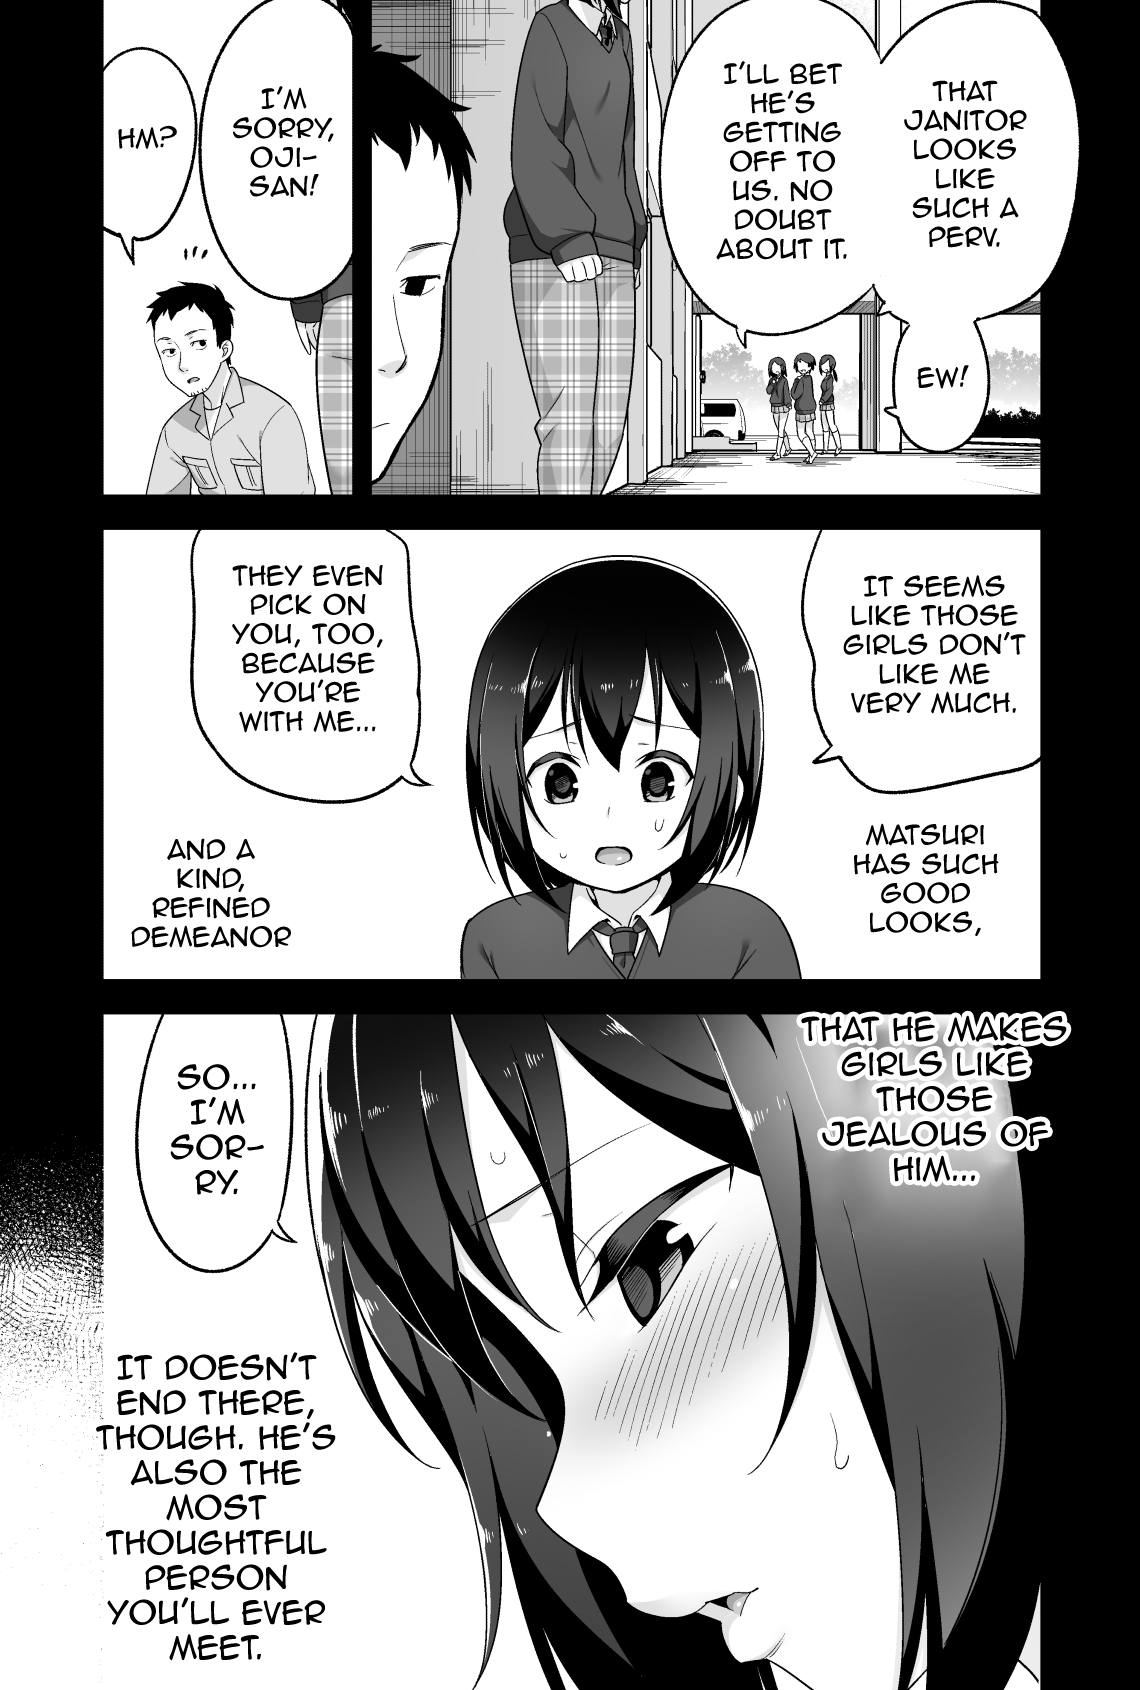 THAT
JANITOR
LOOKS
LIKE
SUCH A
PERV.
I'LL BET
HE'S
GETTING
OFF TO
US. NO
DOUBT
ABOUT IT.
EW!
I'M
SORRY,
OJI-
SAN!
HM?
IT SEEMS
LIKE THOSE
GIRLS DON'T
LIKE ME
VERY MUCH.
THEY EVEN
PICK ON
YOU, TOO,
BECAUSE
YOU'RE
WITH ME...
MATSURI
HAS SUCH
GOOD
LOOKS,
AND A
KIND,
REFINED
DEMEANOR
THAT HE MAKES
GIRLS LIKE
THOSE
JEALOUS OF
HIM...
SO...
I'M
SOR-
RY.
IT DOESN'T
END THERE,
THOUGH. HE'S
ALSO THE
MOST
THOUGHTFUL
PERSON
YOU'LL EVER
MEET.